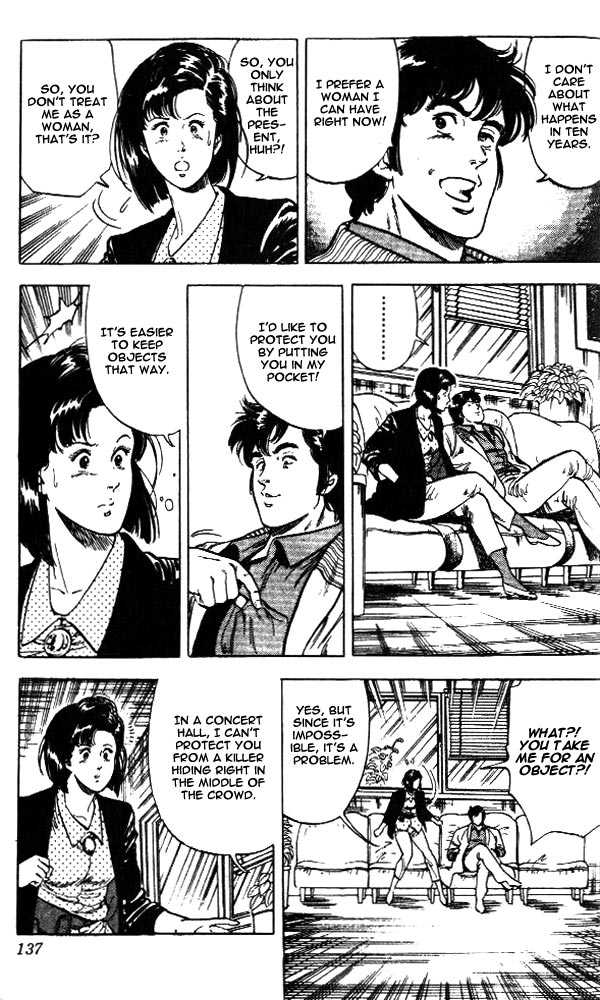 I DON'T
CARE
ABOUT
WHAT
HAPPENS
IN TEN
YEARS.
I PREFER
A
WOMAN I
CAN HAVE
RIGHT NOW!
SO, YOU
ONLY
THINK
ABOUT
THE
PRES-
ENT,
HUH?!
SO, YOU
DON'T TREAT
ME AS A
WOMAN,
THAT'S IT?
........
I'D LIKE TO
PROTECT YOU
BY PUTTING
YOU IN MY
POCKET!
IT'S EASIER
TO KEEP
OBJECTS
THAT WAY.
WHAT?!
YOU TAKE
ME FOR AN
OBJECT?!
YES, BUT
SINCE IT'S
IMPOSS-
IBLE, IT'S A
PROBLEM.
IN A CONCERT
HALL, I CAN'T
PROTECT YOU
FROM A KILLER
HIDING RIGHT IN
THE MIDDLE OF
THE CROWD.
137